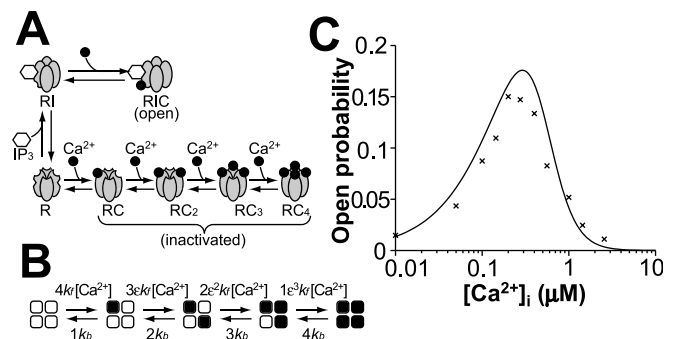 A
RI
RIC
(open)
IP3
Ca2+ Ca2+ Ca2+ Ca2+
R RC RC2 RC3 RC4
(inactivated)
B
4kf[Ca2+] 3εkf[Ca2+] 2ε2kf[Ca2+] 1ε3kf[Ca2+]
1kb 2kb 3kb 4kb
C
Open probability
0.2
0.15
0.1
0.05
0
0.01 0.1 1 10
[Ca2+]i (μM)